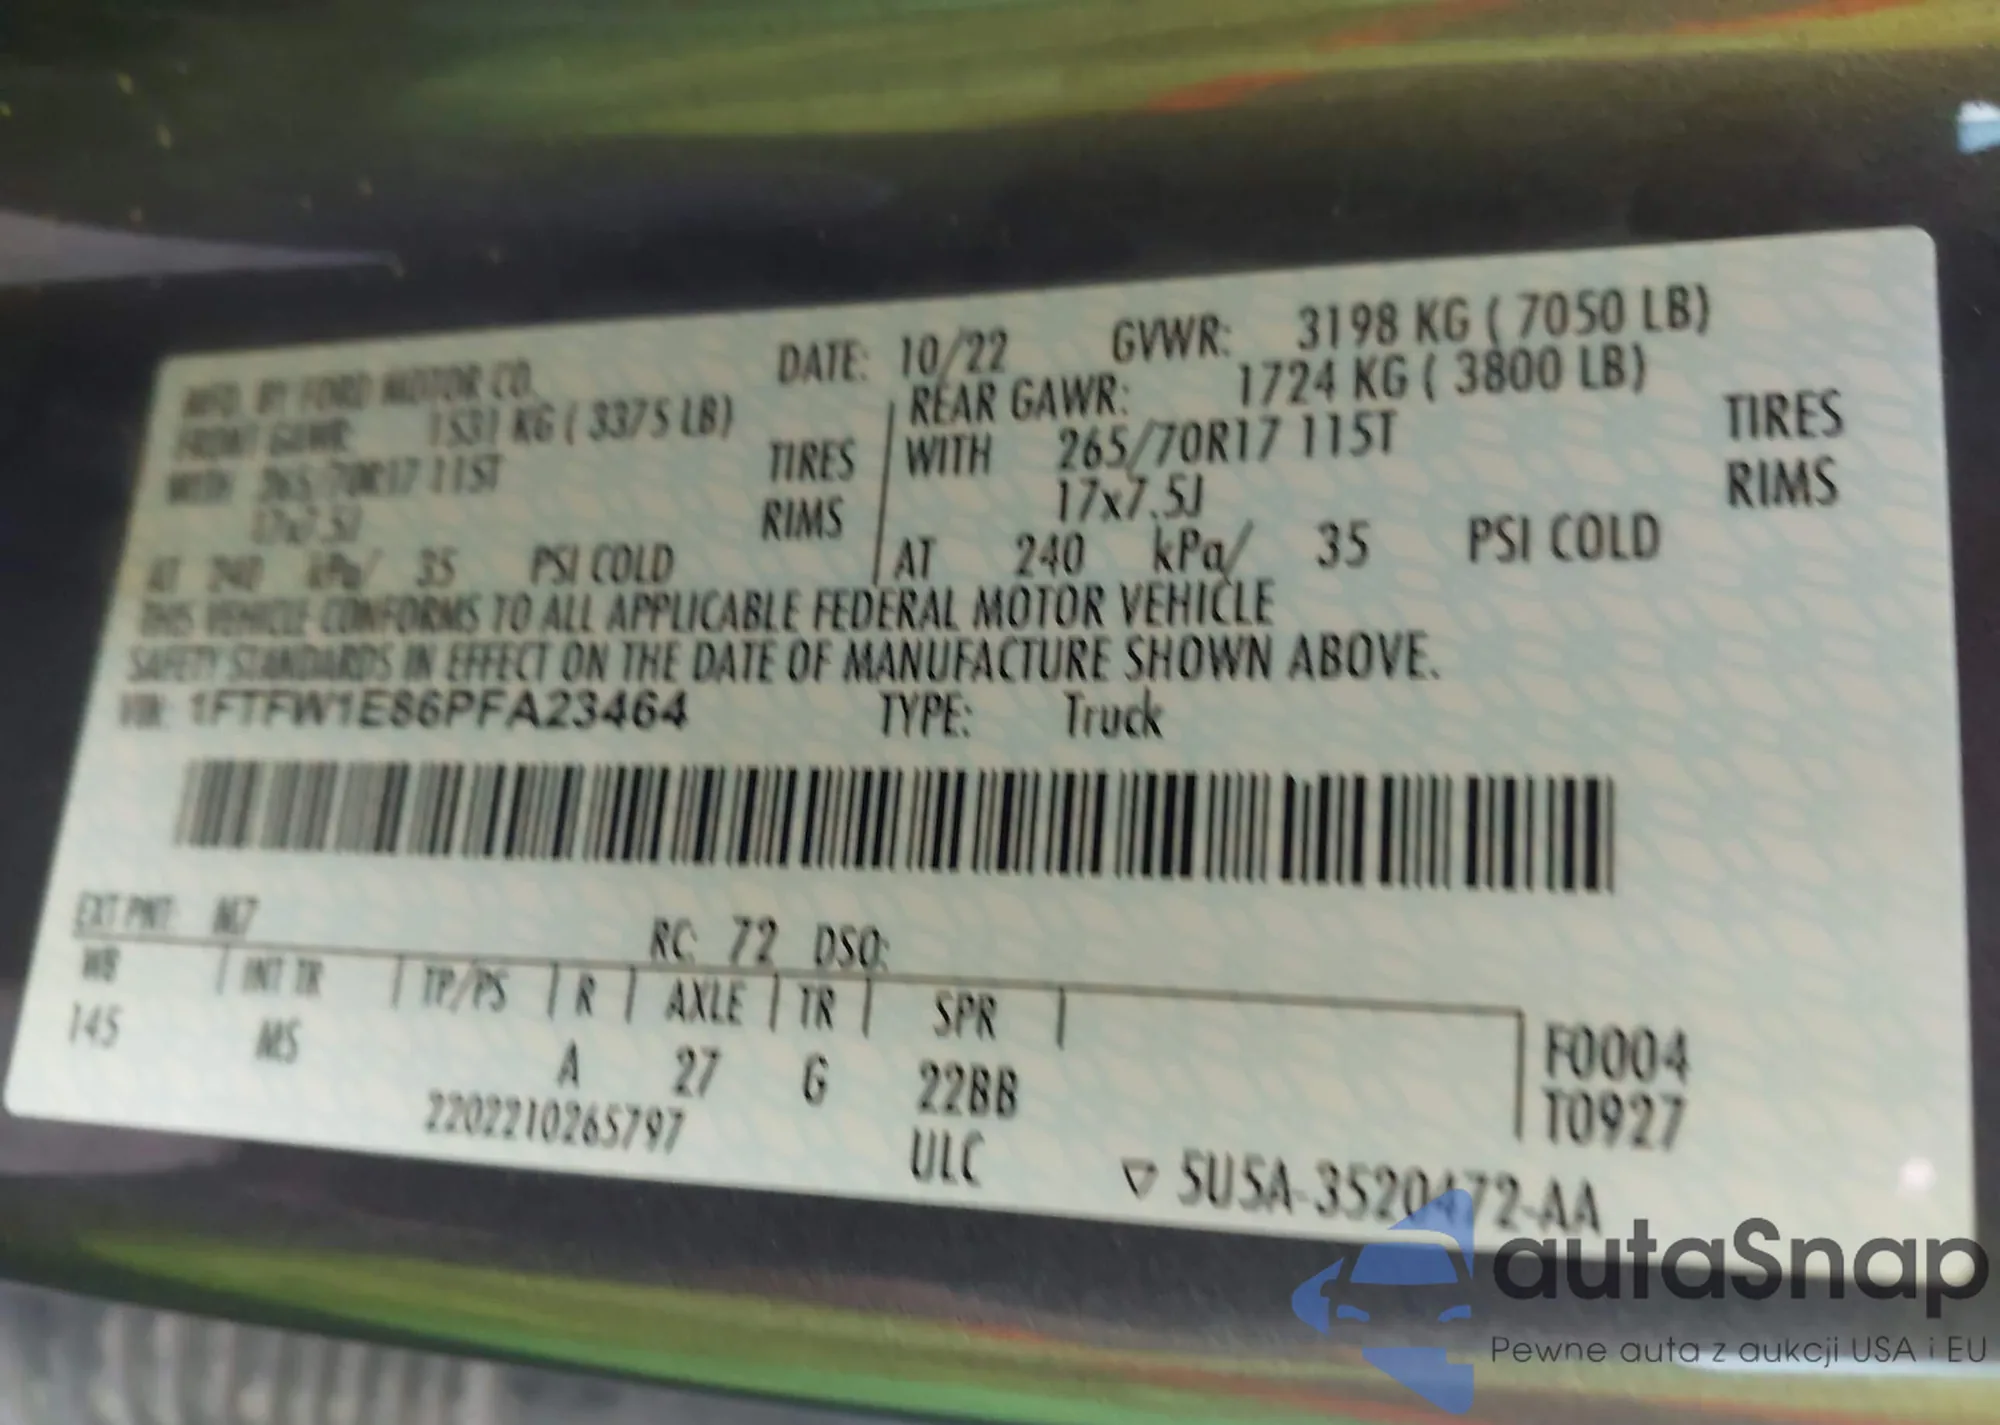 MFD. BY FORD MOTOR CO. DATE: 10/22 GVWR: 3198 KG ( 7050 LB)
FRONT GAWR: 1531 KG ( 3375 LB) REAR GAWR: 1724 KG ( 3800 LB)
WITH 265/70R17 115T TIRES WITH 265/70R17 115T TIRES
17x7.5J RIMS 17x7.5J RIMS
AT 240 kPa/ 35 PSI COLD AT 240 kPa/ 35 PSI COLD
THIS VEHICLE CONFORMS TO ALL APPLICABLE FEDERAL MOTOR VEHICLE
SAFETY STANDARDS IN EFFECT ON THE DATE OF MANUFACTURE SHOWN ABOVE.
VIN: 1FTFW1E86PFA23464 TYPE: Truck
EXT PNT: M7 RC: 72 DSO:
WB INT TR TP/PS R AXLE TR SPR
145 MS A 27 G 22BB
F0004
T0927
2202210265797 ULC
▽ 5U5A-3520472-AA
autaSnap
Pewne auta z aukcji USA i EU